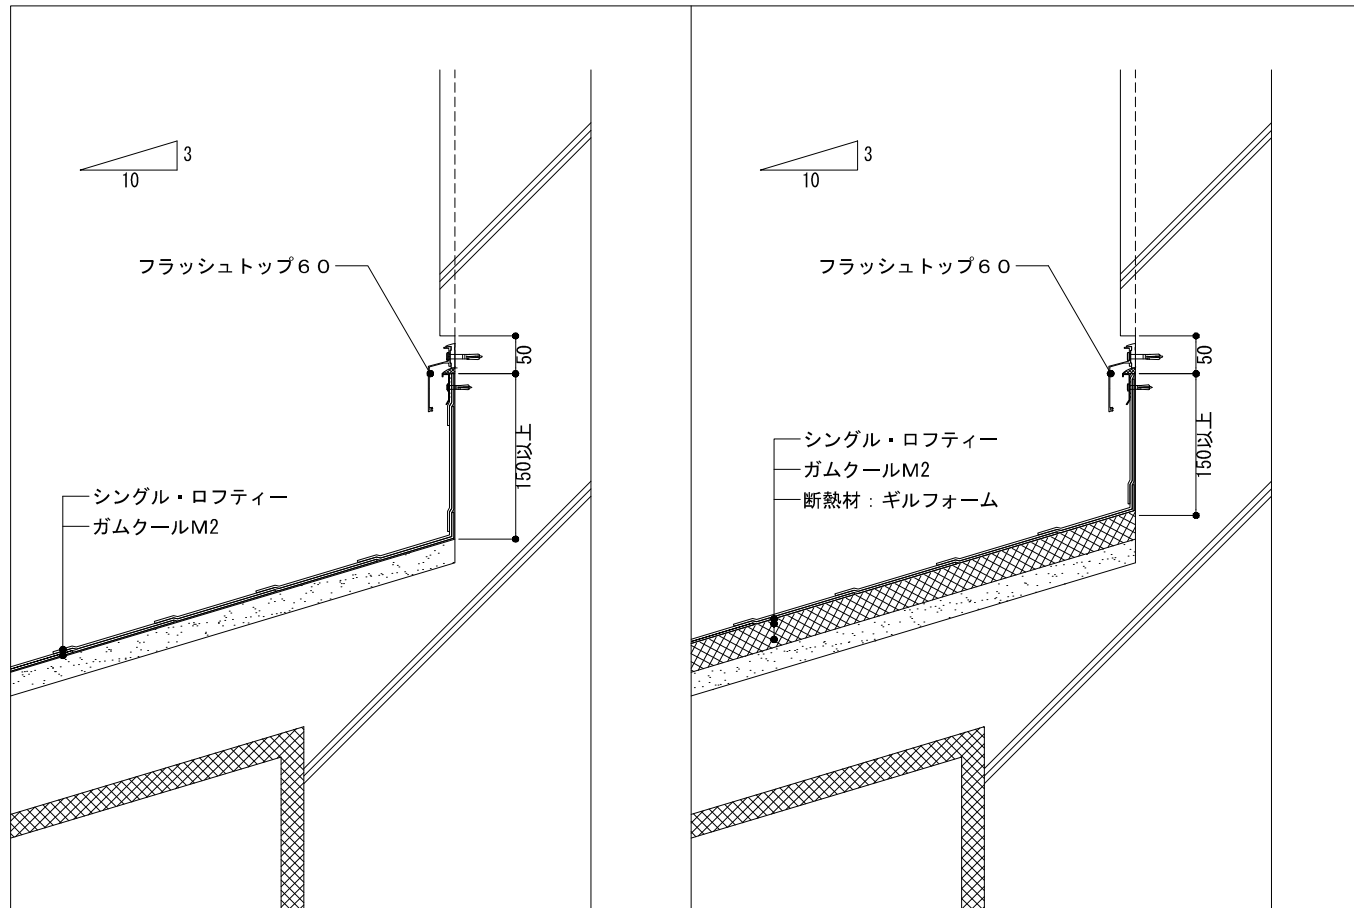 3
10
フラッシュトップ６０
50
150以上
シングル・ロフティー
ガムクールM2
3
10
フラッシュトップ６０
50
150以上
シングル・ロフティー
ガムクールM2
断熱材：ギルフォーム